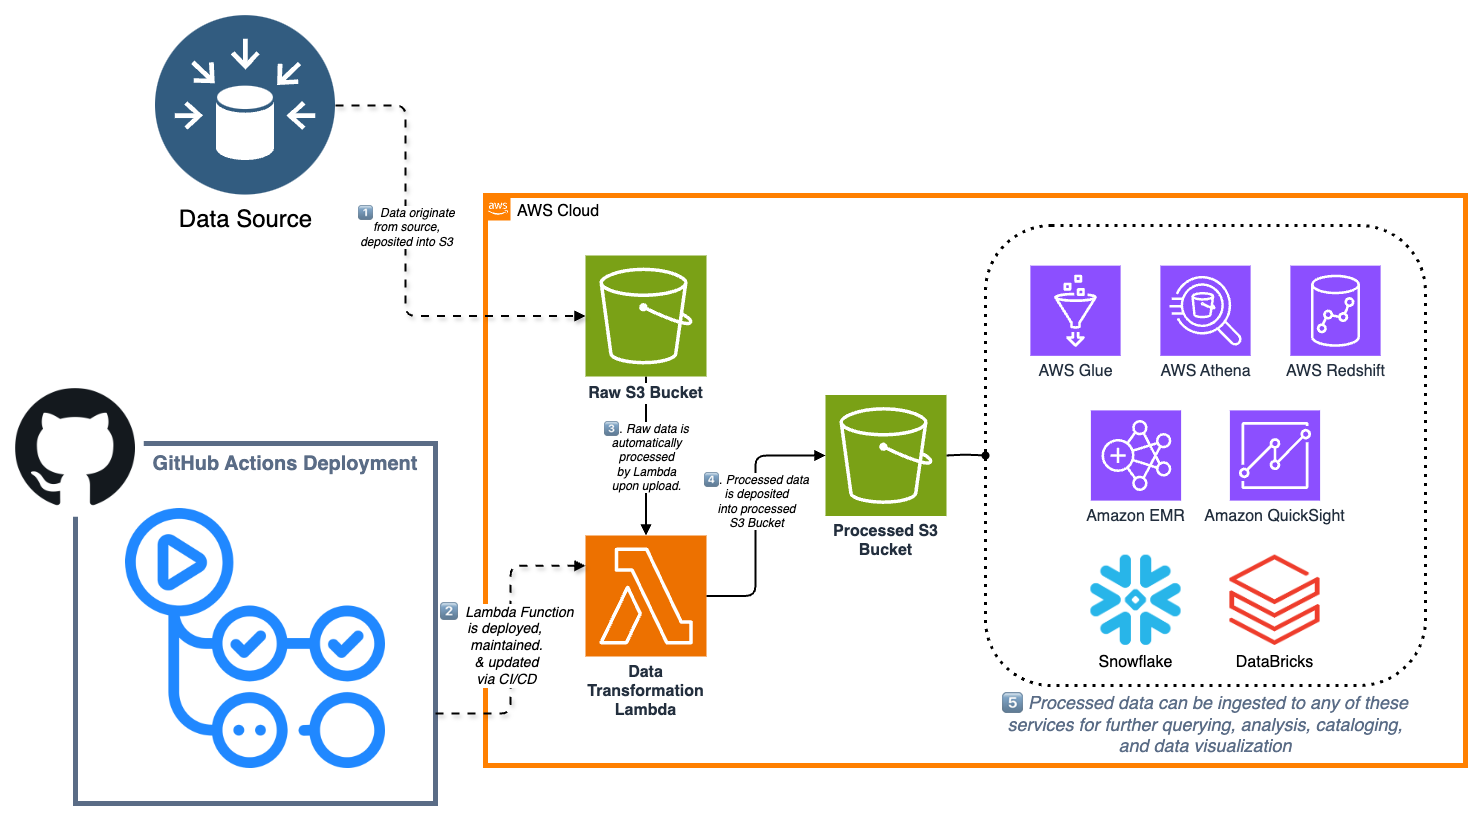 Data Source
1 Data originate
from source,
deposited into S3
aws
AWS Cloud
Raw S3 Bucket
3. Raw data is
automatically
processed
by Lambda
upon upload.
4. Processed data
is deposited
into processed
S3 Bucket
Processed S3
Bucket
GitHub Actions Deployment
2 Lambda Function
is deployed,
maintained.
& updated
via CI/CD
Data
Transformation
Lambda
AWS Glue
AWS Athena
AWS Redshift
Amazon EMR
Amazon QuickSight
Snowflake
DataBricks
5 Processed data can be ingested to any of these
services for further querying, analysis, cataloging,
and data visualization